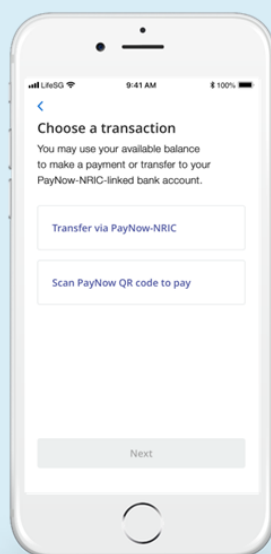 LifeSG 9:41 AM 100%
Choose a transaction
You may use your available balance
to make a payment or transfer to your
PayNow-NRIC-linked bank account.
Transfer via PayNow-NRIC
Scan PayNow QR code to pay
Next